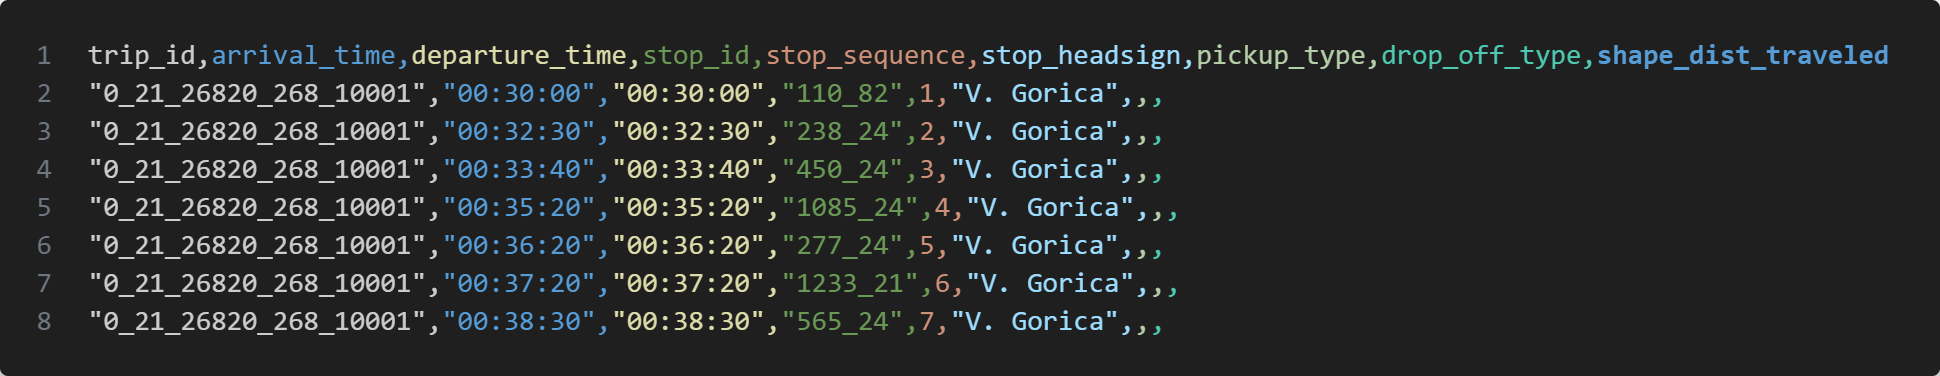 1 trip_id,arrival_time,departure_time,stop_id,stop_sequence,stop_headsign,pickup_type,drop_off_type,shape_dist_traveled
2 "0_21_26820_268_10001","00:30:00","00:30:00","110_82",1,"V. Gorica",,,
3 "0_21_26820_268_10001","00:32:30","00:32:30","238_24",2,"V. Gorica",,,
4 "0_21_26820_268_10001","00:33:40","00:33:40","450_24",3,"V. Gorica",,,
5 "0_21_26820_268_10001","00:35:20","00:35:20","1085_24",4,"V. Gorica",,,
6 "0_21_26820_268_10001","00:36:20","00:36:20","277_24",5,"V. Gorica",,,
7 "0_21_26820_268_10001","00:37:20","00:37:20","1233_21",6,"V. Gorica",,,
8 "0_21_26820_268_10001","00:38:30","00:38:30","565_24",7,"V. Gorica",,,